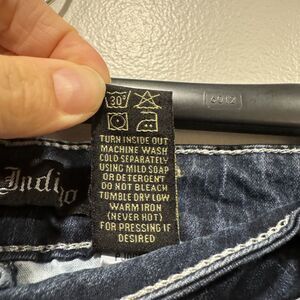 30°
TURN INSIDE OUT
MACHINE WASH
COLD SEPARATELY
USING MILD SOAP
OR DETERGENT
DO NOT BLEACH
TUMBLE DRY LOW
WARM IRON
(NEVER HOT)
FOR PRESSING IF
DESIRED